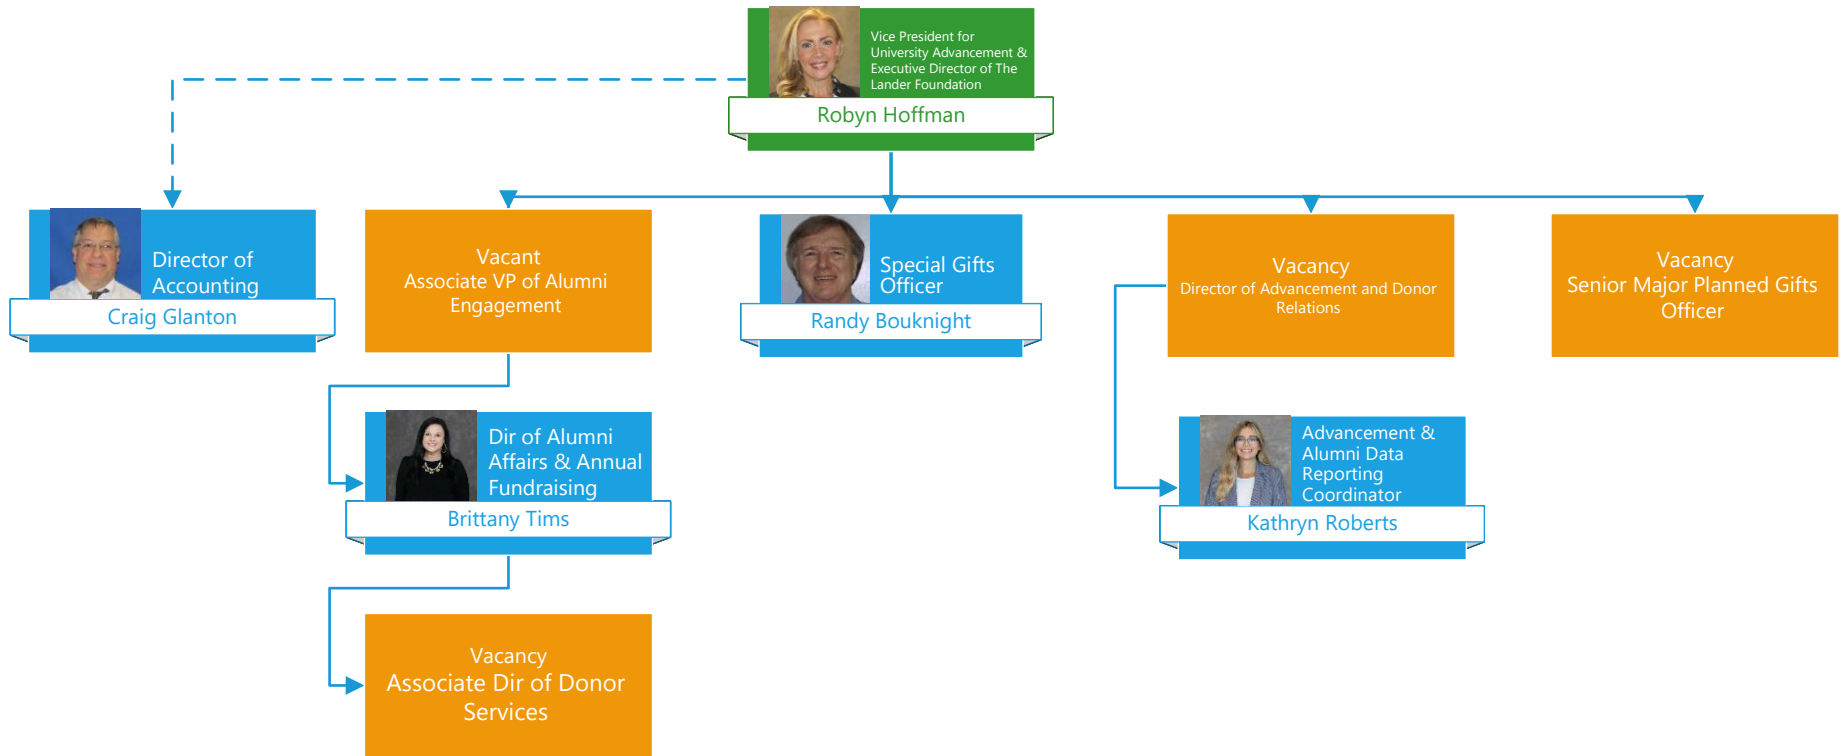 Vice President for
University Advancement &
Executive Director of The
Lander Foundation
Robyn Hoffman
Director of
Accounting
Craig Glanton
Vacant
Associate VP of Alumni
Engagement
Special Gifts
Officer
Randy Bouknight
Vacancy
Director of Advancement and Donor
Relations
Vacancy
Senior Major Planned Gifts
Officer
Dir of Alumni
Affairs & Annual
Fundraising
Brittany Tims
Advancement &
Alumni Data
Reporting
Coordinator
Kathryn Roberts
Vacancy
Associate Dir of Donor
Services